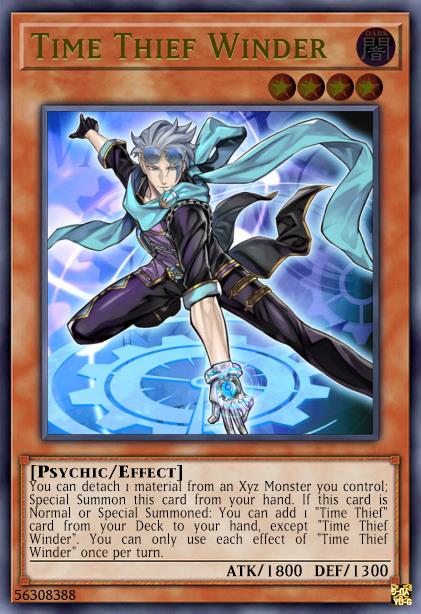 TIME THIEF WINDER
DARK
闇
[PSYCHIC/EFFECT]
You can detach 1 material from an Xyz Monster you control;
Special Summon this card from your hand. If this card is
Normal or Special Summoned: You can add 1 "Time Thief"
card from your Deck to your hand, except "Time Thief
Winder". You can only use each effect of "Time Thief
Winder" once per turn.
ATK/1800 DEF/1300
56308388